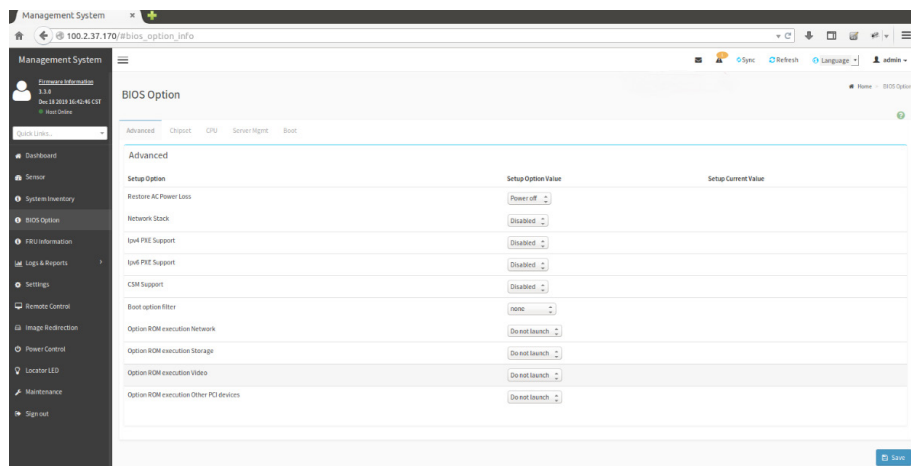 Management System
100.2.37.170/#bios_option_info
Management System
Sync Refresh Language admin
Firmware Information
3.3.0
Dec 18 2019 16:42:46 CST
Host Online
BIOS Option
Home > BIOS Option
Quick Links...
Advanced Chipset CPU Server Mgmt Boot
Dashboard
Sensor
System Inventory
BIOS Option
FRU Information
Logs & Reports
Settings
Remote Control
Image Redirection
Power Control
Locator LED
Maintenance
Sign out
Advanced
Setup Option Setup Option Value Setup Current Value
Restore AC Power Loss Power off
Network Stack Disabled
Ipv4 PXE Support Disabled
Ipv6 PXE Support Disabled
CSM Support Disabled
Boot option filter none
Option ROM execution Network Do not launch
Option ROM execution Storage Do not launch
Option ROM execution Video Do not launch
Option ROM execution Other PCI devices Do not launch
Save